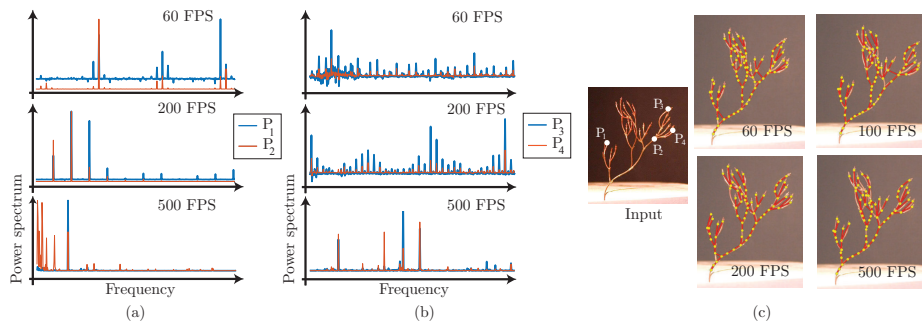 60 FPS
200 FPS
P1
P2
500 FPS
Power spectrum
Frequency
(a)
60 FPS
200 FPS
P3
P4
500 FPS
Power spectrum
Frequency
(b)
P1
P3
P4
P2
Input
60 FPS
100 FPS
200 FPS
500 FPS
(c)